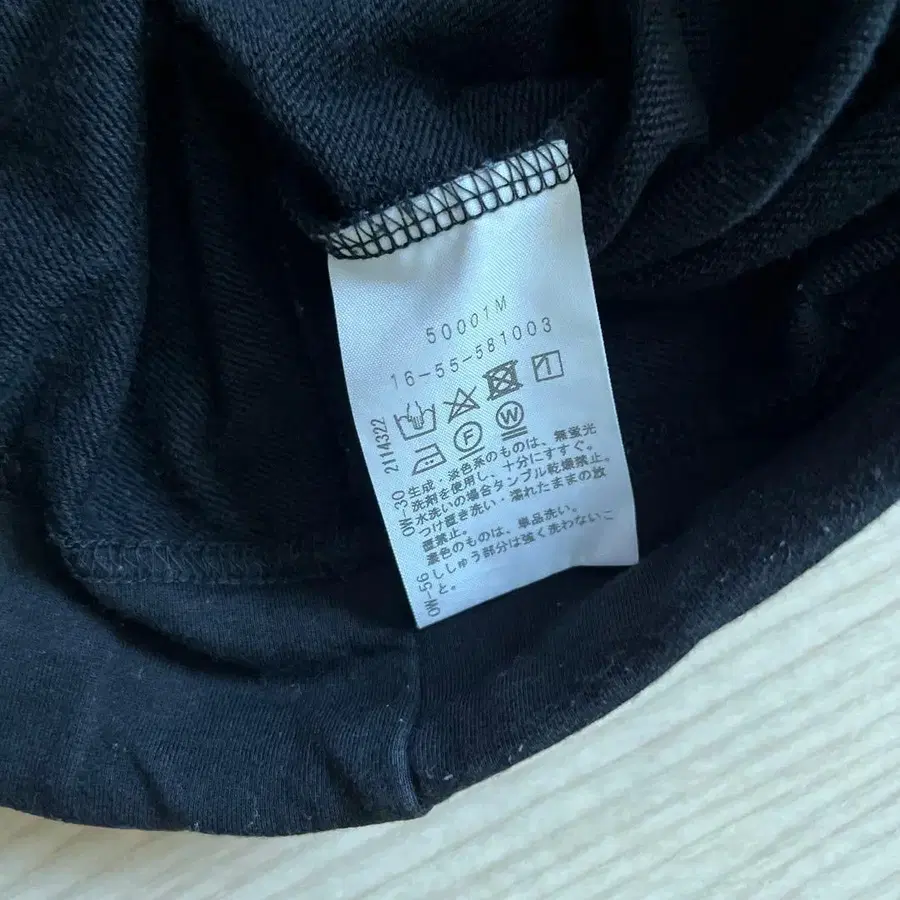 50001M
16-55-581003
2114322
F
W
OW-30
生成・淡色系のものは、無蛍光
洗剤を使用し、十分にすすぐ。
水洗いの場合タンブル乾燥禁止。
つけ置き洗い・濡れたままの放
置禁止。
濃色のものは、単品洗い。
OW-56
ししゅう部分は強く洗わないこ
と。